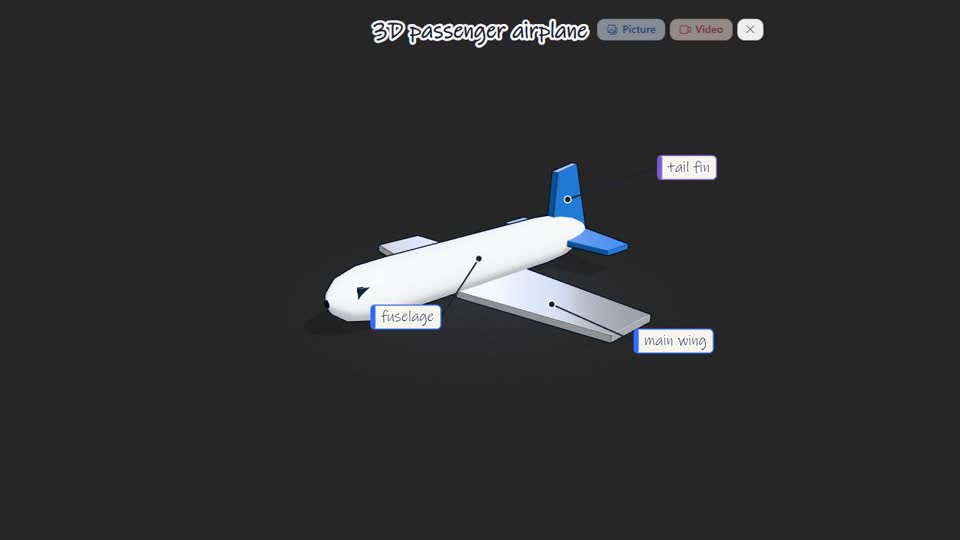 3D passenger airplane
Picture
Video
tail fin
fuselage
main wing